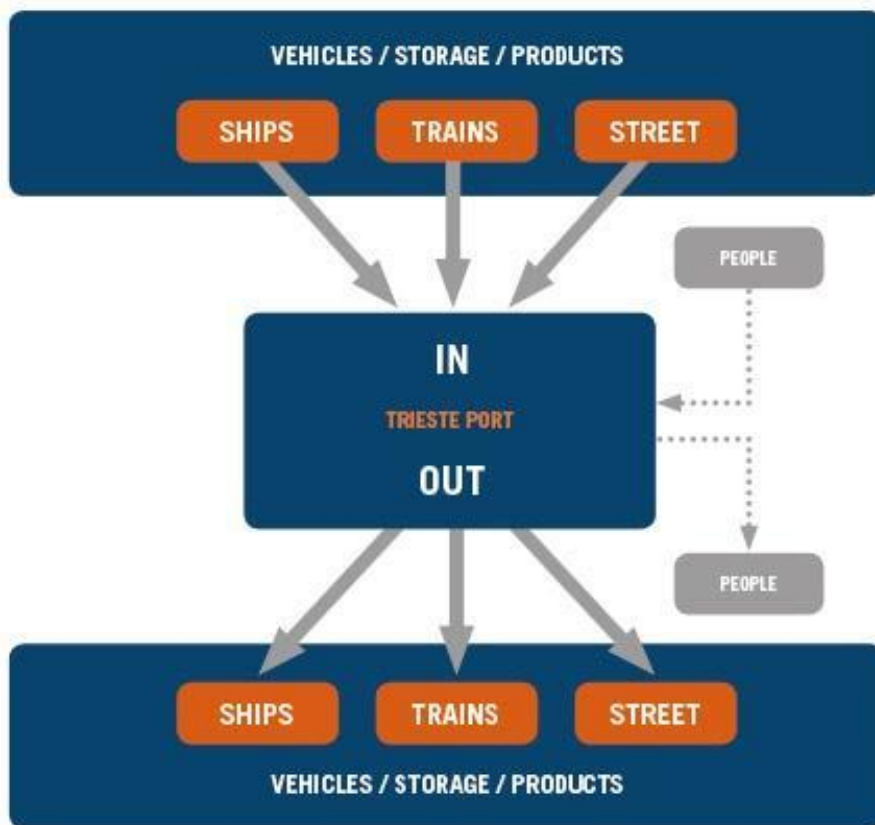 VEHICLES / STORAGE / PRODUCTS
SHIPS TRAINS STREET
PEOPLE
IN
TRIESTE PORT
OUT
PEOPLE
SHIPS TRAINS STREET
VEHICLES / STORAGE / PRODUCTS